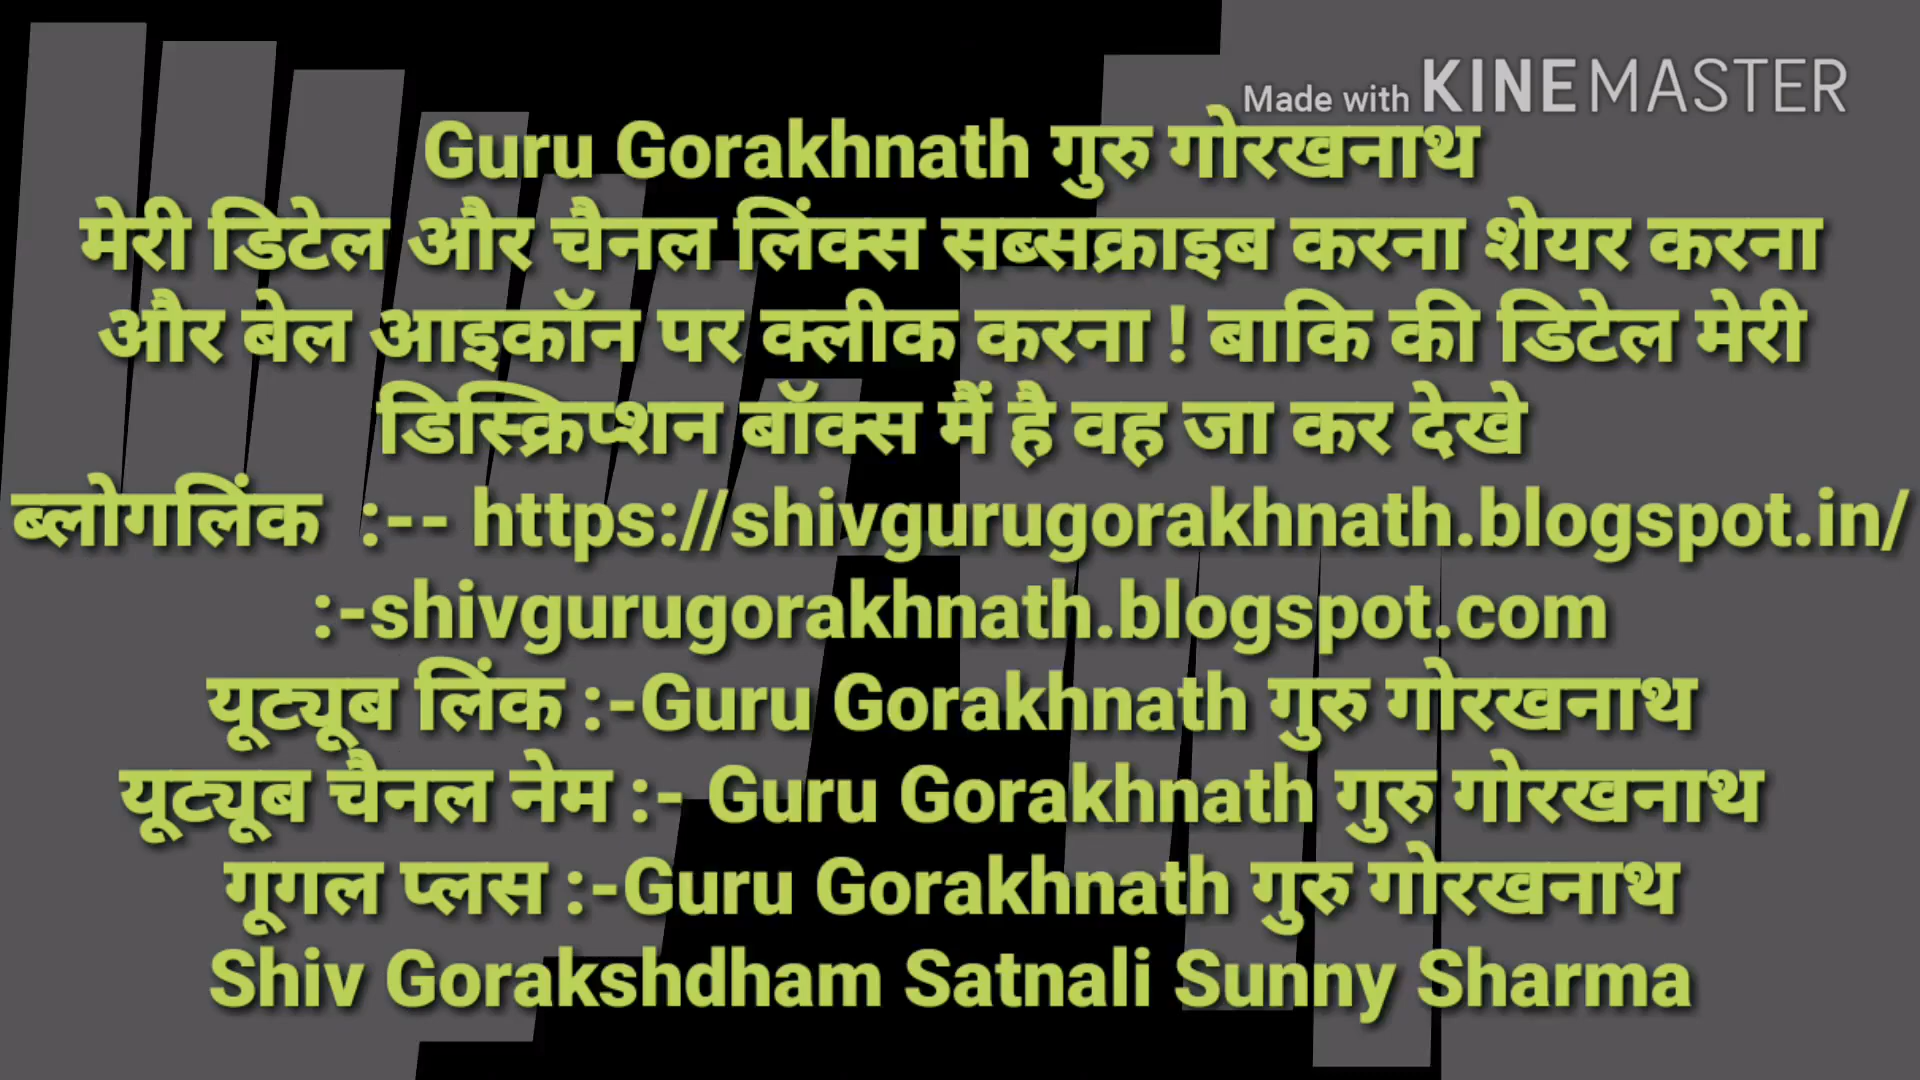 Made with KINEMASTER
Guru Gorakhnath गुरु गोरखनाथ
मेरी डिटेल और चैनल लिंक्स सब्सक्राइब करना शेयर करना
और बेल आइकॉन पर क्लीक करना ! बाकि की डिटेल मेरी
डिस्क्रिप्शन बॉक्स मैं है वह जा कर देखे
ब्लोगलिंक :-- https://shivgurugorakhnath.blogspot.in/
:-shivgurugorakhnath.blogspot.com
यूट्यूब लिंक :-Guru Gorakhnath गुरु गोरखनाथ
यूट्यूब चैनल नेम :- Guru Gorakhnath गुरु गोरखनाथ
गूगल प्लस :-Guru Gorakhnath गुरु गोरखनाथ
Shiv Gorakshdham Satnali Sunny Sharma